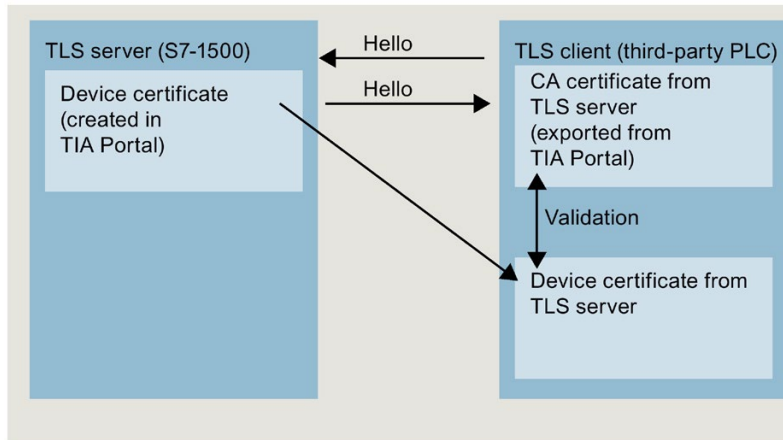 TLS server (S7-1500)
Device certificate
(created in
TIA Portal)
Hello
Hello
TLS client (third-party PLC)
CA certificate from
TLS server
(exported from
TIA Portal)
Validation
Device certificate from
TLS server